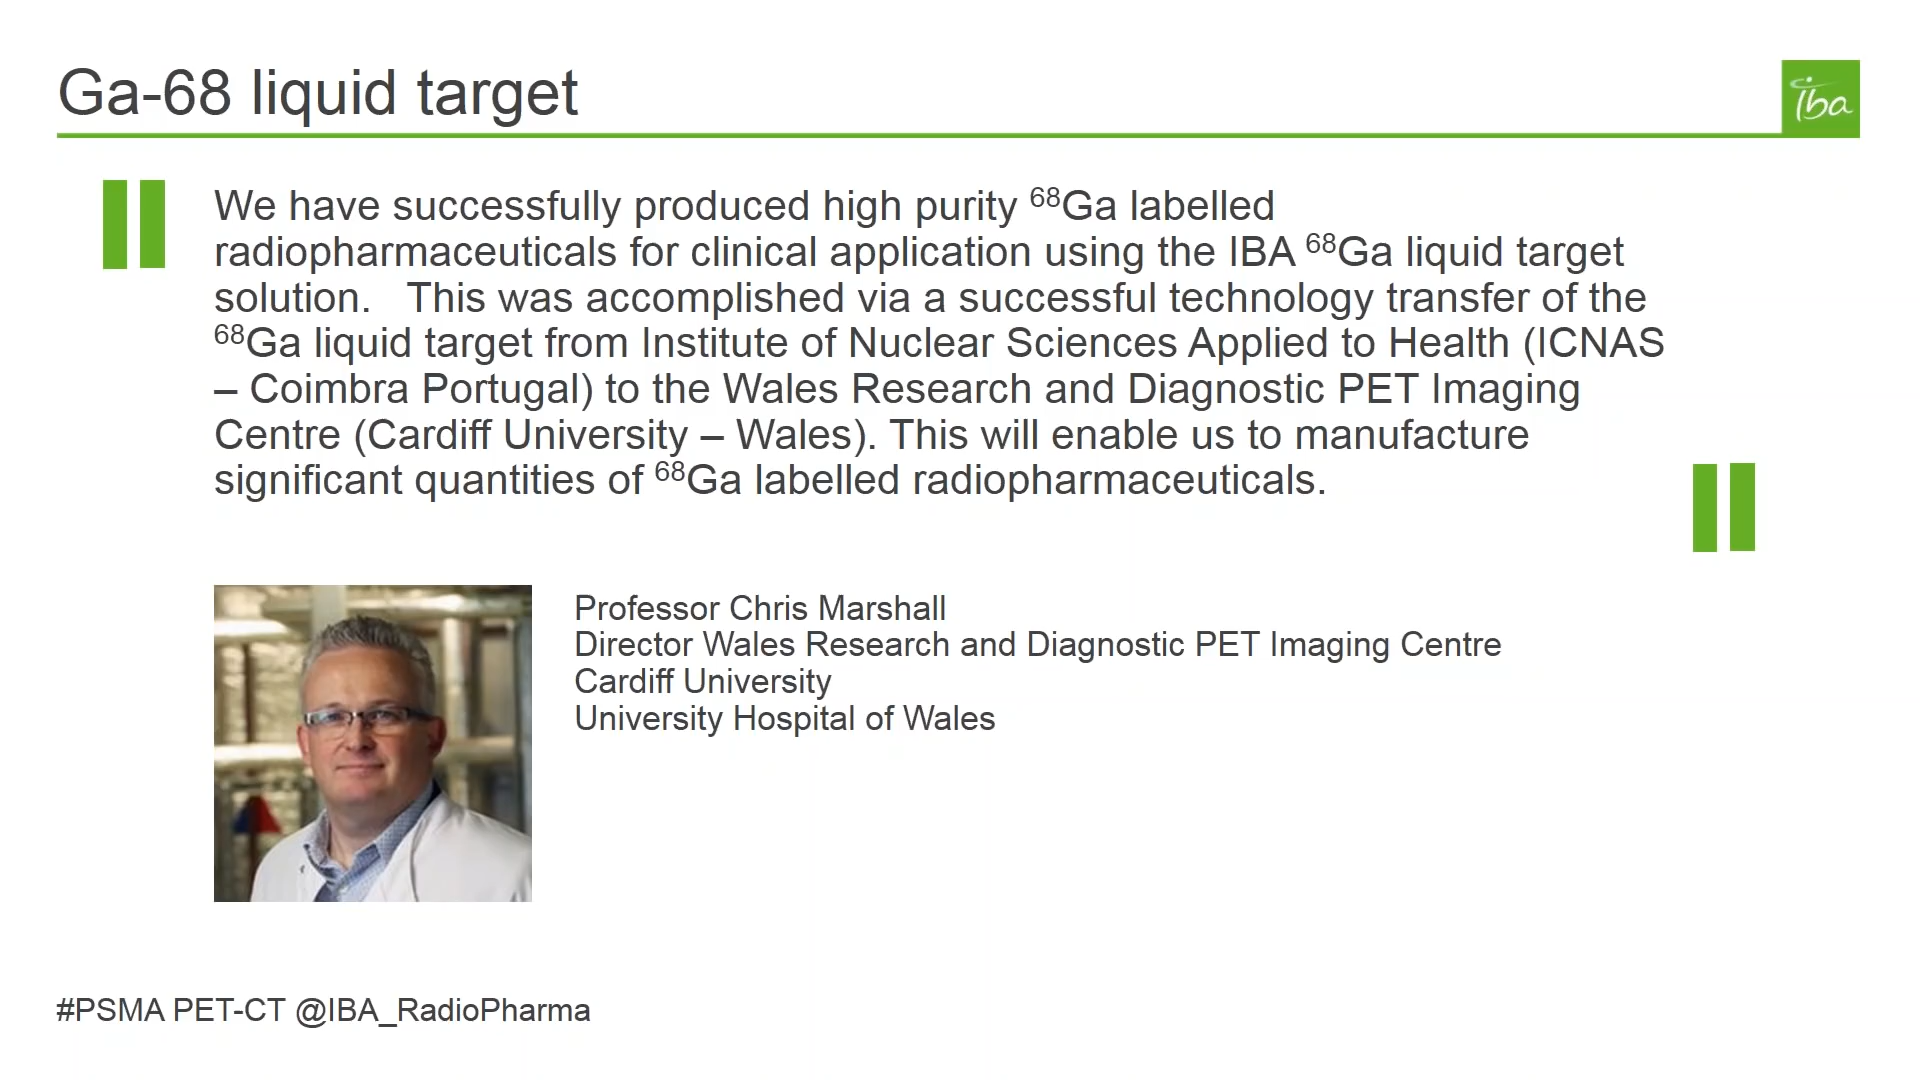 Ga-68 liquid target
iba
We have successfully produced high purity ⁶⁸Ga labelled
radiopharmaceuticals for clinical application using the IBA ⁶⁸Ga liquid target
solution.   This was accomplished via a successful technology transfer of the
⁶⁸Ga liquid target from Institute of Nuclear Sciences Applied to Health (ICNAS
– Coimbra Portugal) to the Wales Research and Diagnostic PET Imaging
Centre (Cardiff University – Wales). This will enable us to manufacture
significant quantities of ⁶⁸Ga labelled radiopharmaceuticals.
Professor Chris Marshall
Director Wales Research and Diagnostic PET Imaging Centre
Cardiff University
University Hospital of Wales
#PSMA PET-CT @IBA_RadioPharma